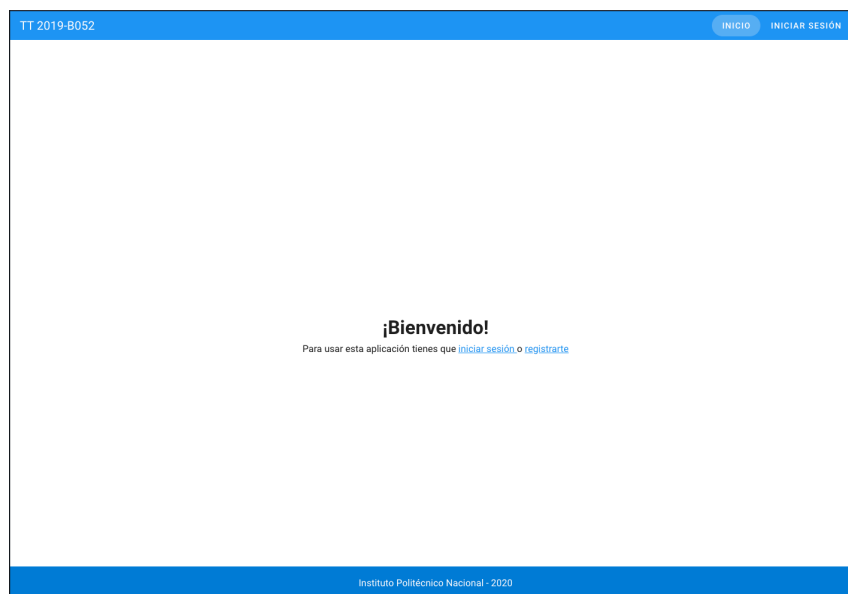 TT 2019-B052
INICIO INICIAR SESIÓN
¡Bienvenido!
Para usar esta aplicación tienes que iniciar sesión o registrarte
Instituto Politécnico Nacional - 2020